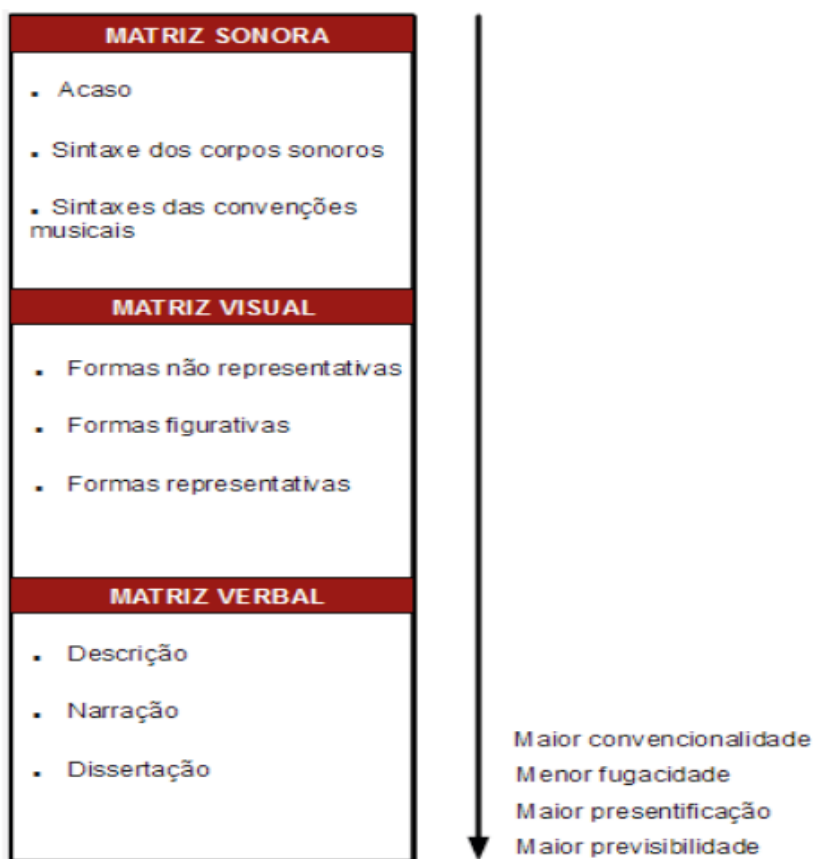 MATRIZ SONORA
. Acaso
. Sintaxe dos corpos sonoros
. Sintaxes das convenções
musicais
MATRIZ VISUAL
. Formas não representativas
. Formas figurativas
. Formas representativas
MATRIZ VERBAL
. Descrição
. Narração
. Dissertação
Maior convencionalidade
Menor fugacidade
Maior presentificação
Maior previsibilidade